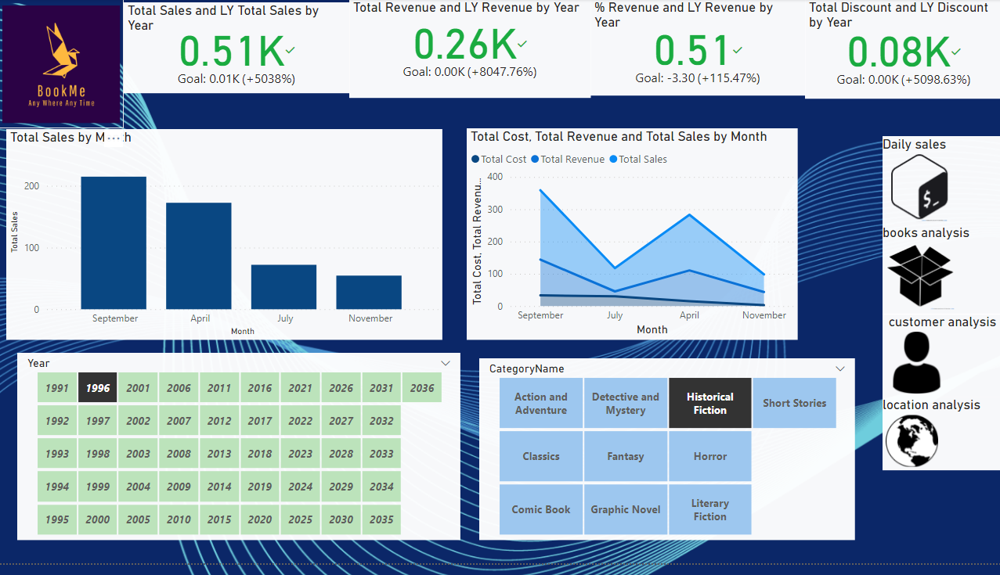 Total Sales and LY Total Sales by
Year
0.51K
Goal: 0.01K (+5038%)
Total Revenue and LY Revenue by Year
0.26K
Goal: 0.00K (+8047.76%)
% Revenue and LY Revenue by
Year
0.51
Goal: -3.30 (+115.47%)
Total Discount and LY Discount
by Year
0.08K
Goal: 0.00K (+5098.63%)
BookMe
Any Where Any Time
Total Sales by M
h
200
100
0
Total Sales
September
April
July
November
Month
Total Cost, Total Revenue and Total Sales by Month
Total Cost
Total Revenue
Total Sales
400
300
200
100
0
Total Cost, Total Revenu...
September
July
April
November
Month
Daily sales
$_
books analysis
customer analysis
location analysis
Year
1991 1996 2001 2006 2011 2016 2021 2026 2031 2036
1992 1997 2002 2007 2012 2017 2022 2027 2032
1993 1998 2003 2008 2013 2018 2023 2028 2033
1994 1999 2004 2009 2014 2019 2024 2029 2034
1995 2000 2005 2010 2015 2020 2025 2030 2035
CategoryName
Action and
Adventure
Detective and
Mystery
Historical
Fiction
Short Stories
Classics
Fantasy
Horror
Comic Book
Graphic Novel
Literary
Fiction